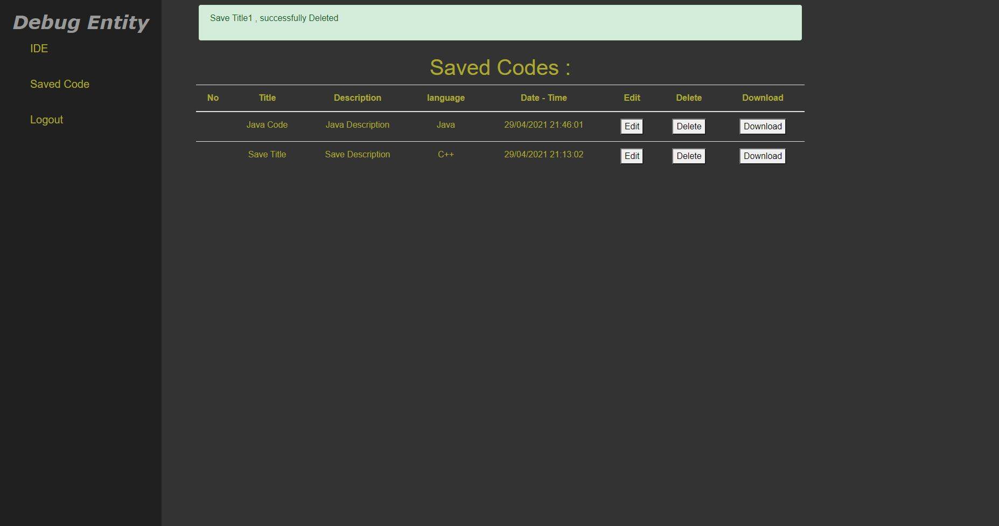 Debug Entity
IDE
Saved Code
Logout
Save Title1 , successfully Deleted
Saved Codes :
No Title Description language Date - Time Edit Delete Download
Java Code Java Description Java 29/04/2021 21:46:01 Edit Delete Download
Save Title Save Description C++ 29/04/2021 21:13:02 Edit Delete Download